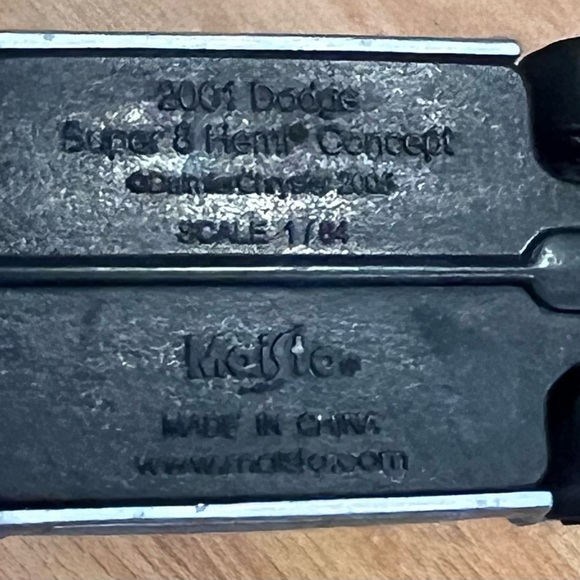 2001 Dodge
Super 8 Hemi® Concept
©DaimlerChrysler 2001
SCALE 1/64
Maisto
MADE IN CHINA
www.maisto.com